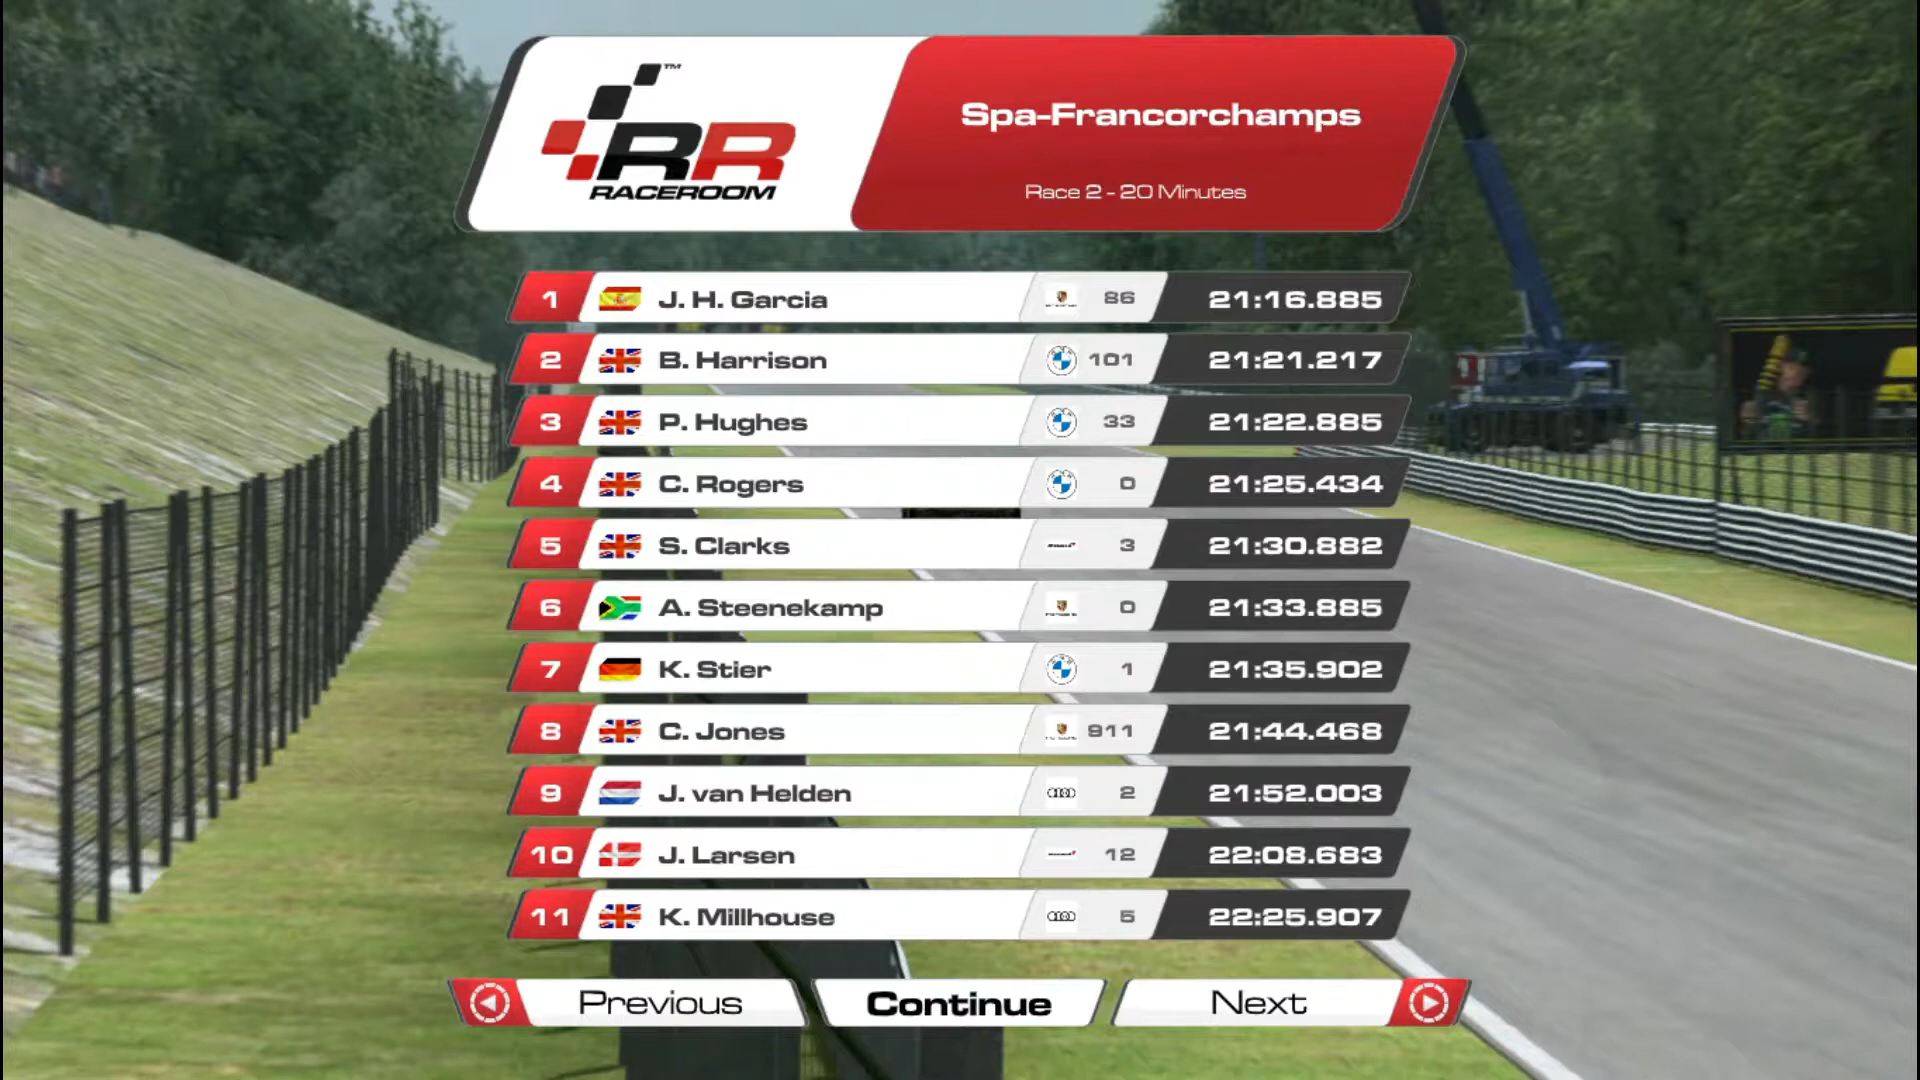 TM
RR
RACEROOM
Spa-Francorchamps
Race 2 - 20 Minutes
1 J. H. Garcia 86 21:16.885
2 B. Harrison 101 21:21.217
3 P. Hughes 33 21:22.885
4 C. Rogers 0 21:25.434
5 S. Clarks 3 21:30.882
6 A. Steenekamp 0 21:33.885
7 K. Stier 1 21:35.902
8 C. Jones 911 21:44.468
9 J. van Helden 2 21:52.003
10 J. Larsen 12 22:08.683
11 K. Millhouse 5 22:25.907
Previous Continue Next